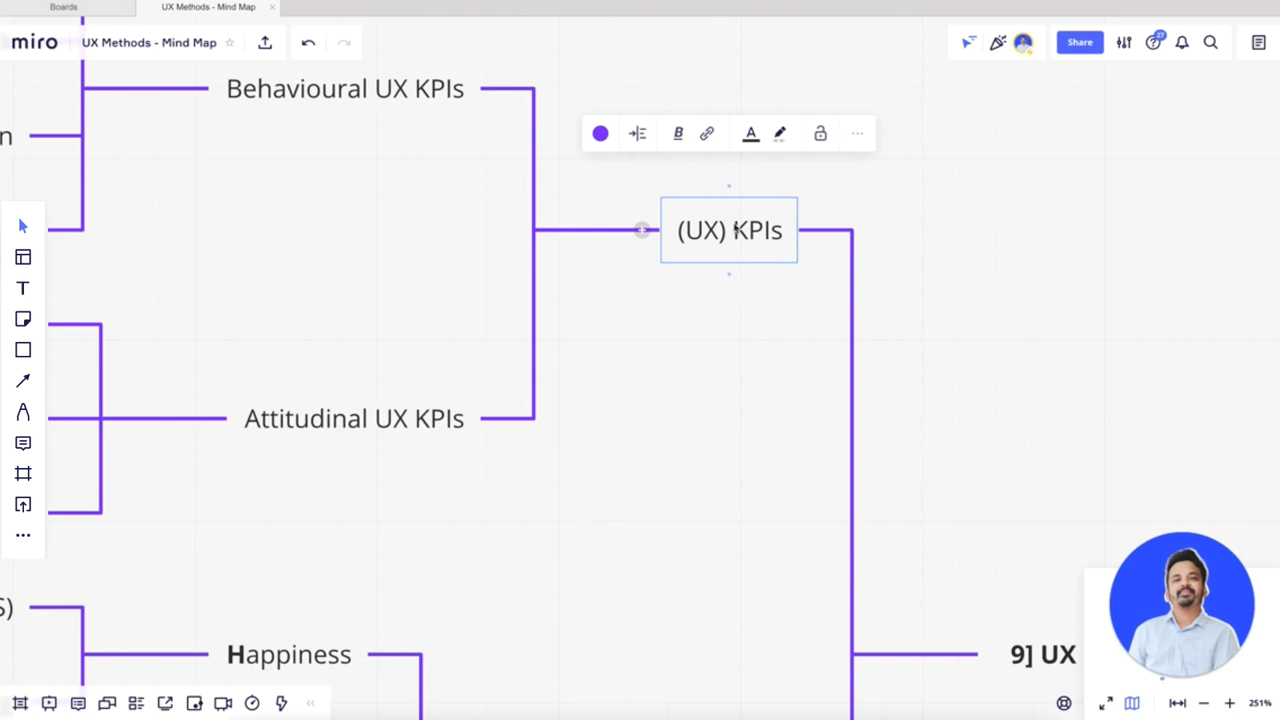 Boards
UX Methods - Mind Map
miro
UX Methods - Mind Map
Share
27
Behavioural UX KPIs
B
A
n
(UX) KPIs
T
Attitudinal UX KPIs
S)
Happiness
9] UX
251%